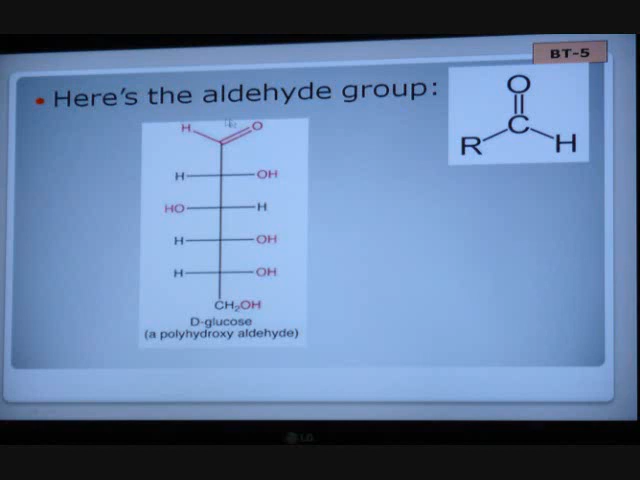 BT-5
• Here's the aldehyde group:
O
C
R H
H O
H OH
HO H
H OH
H OH
CH₂OH
D-glucose
(a polyhydroxy aldehyde)
LG